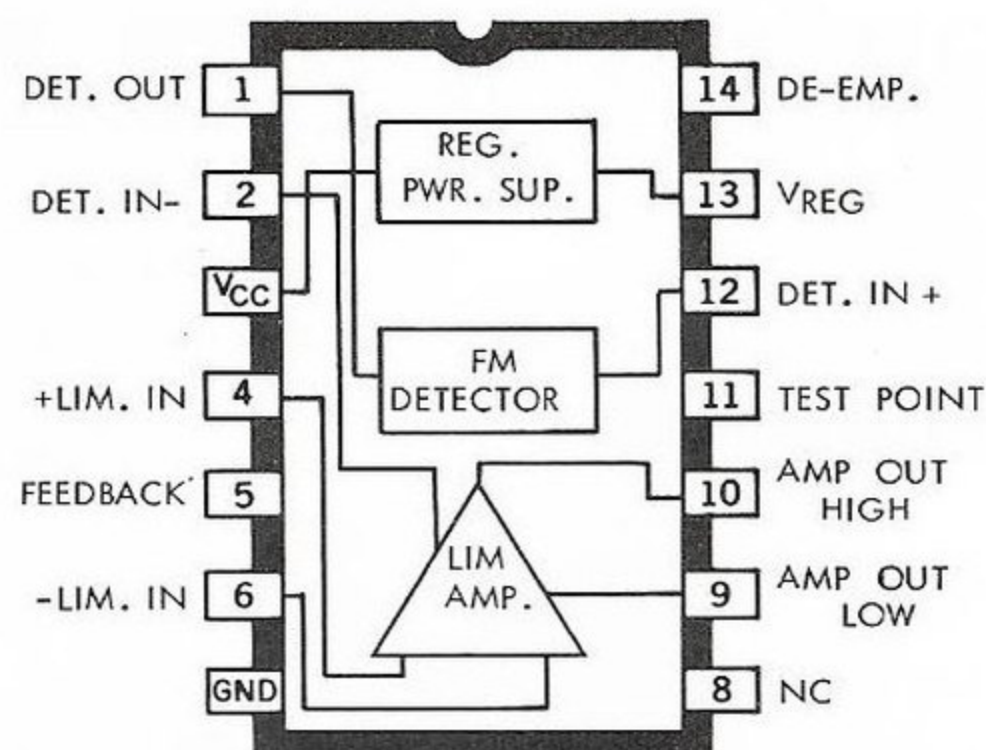 DET. OUT
1
14
DE-EMP.
REG.
PWR. SUP.
DET. IN-
2
13
VREG
VCC
12
DET. IN +
FM
DETECTOR
+LIM. IN
4
11
TEST POINT
FEEDBACK
5
10
AMP OUT
HIGH
LIM
AMP.
-LIM. IN
6
9
AMP OUT
LOW
GND
8
NC